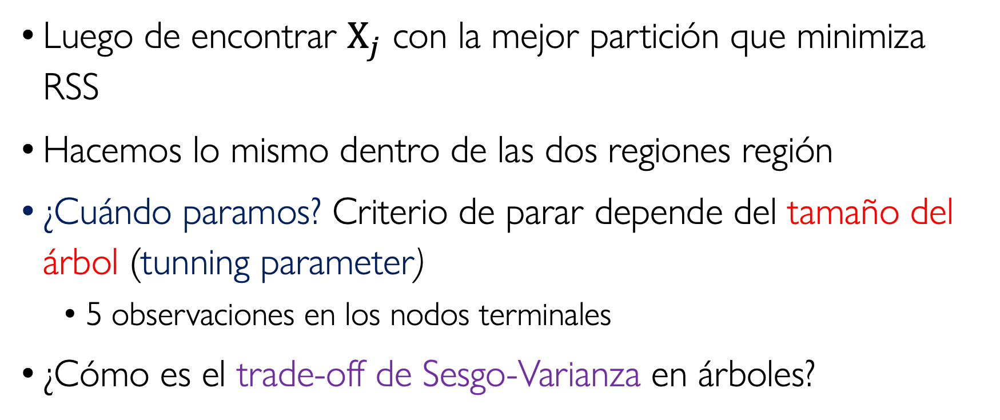 • Luego de encontrar 𝐗𝒋 con la mejor partición que minimiza
RSS
• Hacemos lo mismo dentro de las dos regiones región
• ¿Cuándo paramos? Criterio de parar depende del tamaño del
árbol (tunning parameter)
• 5 observaciones en los nodos terminales
• ¿Cómo es el trade-off de Sesgo-Varianza en árboles?